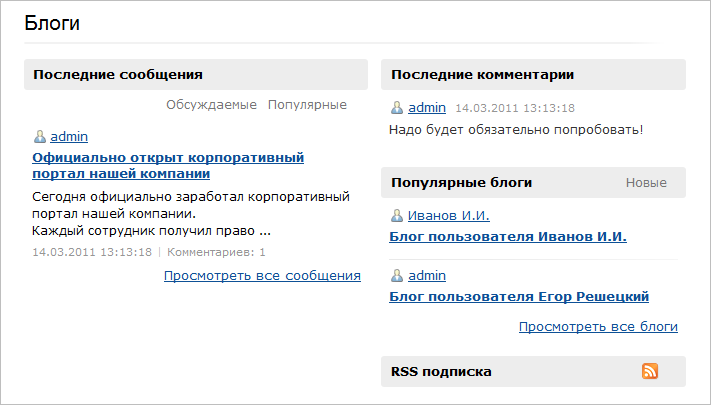 Блоги
Последние сообщения
Обсуждаемые Популярные
admin
Официально открыт корпоративный
портал нашей компании
Сегодня официально заработал корпоративный
портал нашей компании.
Каждый сотрудник получил право ...
14.03.2011 13:13:18 | Комментариев: 1
Просмотреть все сообщения
Последние комментарии
admin 14.03.2011 13:13:18
Надо будет обязательно попробовать!
Популярные блоги Новые
Иванов И.И.
Блог пользователя Иванов И.И.
admin
Блог пользователя Егор Решецкий
Просмотреть все блоги
RSS подписка